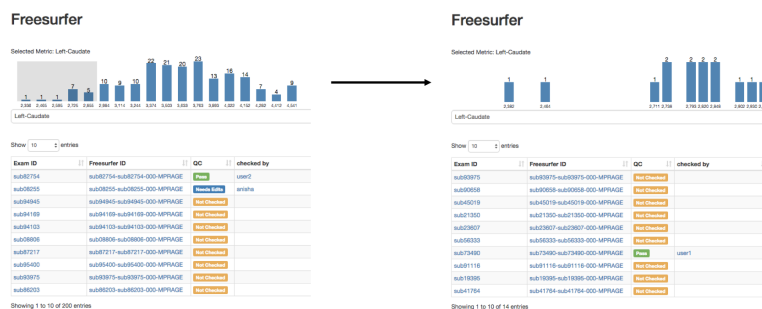 Freesurfer
Selected Metric: Left-Caudate
1 1 1 7 5 10 9 10 22 21 20 23 13 16 14 7 4 9
Left-Caudate
Show 10 entries
Exam ID Freesurfer ID QC checked by
sub82754 sub82754-sub82754-000-MPRAGE Pass user2
sub08255 sub08255-sub08255-000-MPRAGE Needs Edits anisha
sub94945 sub94945-sub94945-000-MPRAGE Not Checked
sub94169 sub94169-sub94169-000-MPRAGE Not Checked
sub94103 sub94103-sub94103-000-MPRAGE Not Checked
sub08806 sub08806-sub08806-000-MPRAGE Not Checked
sub87217 sub87217-sub87217-000-MPRAGE Not Checked
sub95400 sub95400-sub95400-000-MPRAGE Not Checked
sub93975 sub93975-sub93975-000-MPRAGE Not Checked
sub86203 sub86203-sub86203-000-MPRAGE Not Checked
Showing 1 to 10 of 200 entries
Freesurfer
Selected Metric: Left-Caudate
1 1 1 2 2 2 2 1 1 1
Left-Caudate
Show 10 entries
Exam ID Freesurfer ID QC checked by
sub93975 sub93975-sub93975-000-MPRAGE Not Checked
sub90658 sub90658-sub90658-000-MPRAGE Not Checked
sub45019 sub45019-sub45019-000-MPRAGE Not Checked
sub21350 sub21350-sub21350-000-MPRAGE Not Checked
sub23607 sub23607-sub23607-000-MPRAGE Not Checked
sub56333 sub56333-sub56333-000-MPRAGE Not Checked
sub73490 sub73490-sub73490-000-MPRAGE Pass user1
sub91116 sub91116-sub91116-000-MPRAGE Not Checked
sub19395 sub19395-sub19395-000-MPRAGE Not Checked
sub41764 sub41764-sub41764-000-MPRAGE Not Checked
Showing 1 to 10 of 14 entries